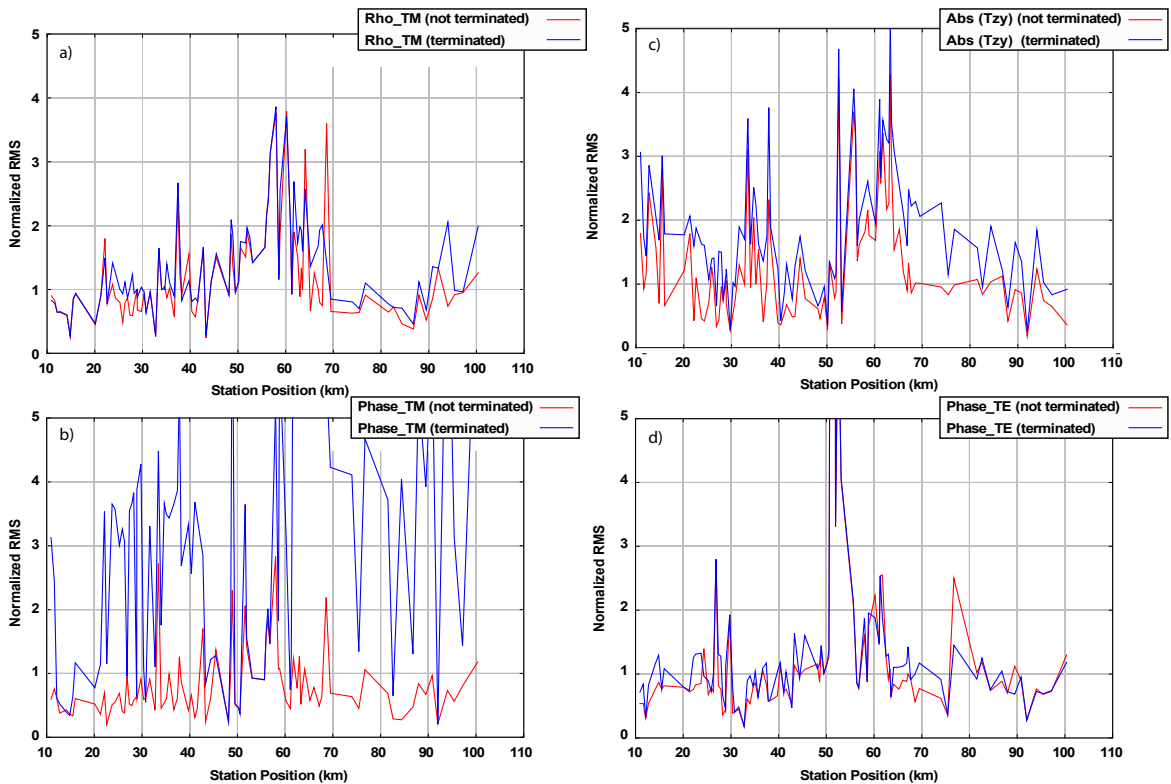 Rho_TM (not terminated)
Rho_TM (terminated)
a)
5
4
3
2
1
0
Normalized RMS
10 20 30 40 50 60 70 80 90 100 110
Station Position (km)
Abs (Tzy) (not terminated)
Abs (Tzy) (terminated)
c)
5
4
3
2
1
0
Normalized RMS
10 20 30 40 50 60 70 80 90 100 110
Station Position (km)
Phase_TM (not terminated)
Phase_TM (terminated)
b)
5
4
3
2
1
0
Normalized RMS
10 20 30 40 50 60 70 80 90 100 110
Station Position (km)
Phase_TE (not terminated)
Phase_TE (terminated)
d)
5
4
3
2
1
0
Normalized RMS
10 20 30 40 50 60 70 80 90 100 110
Station Position (km)